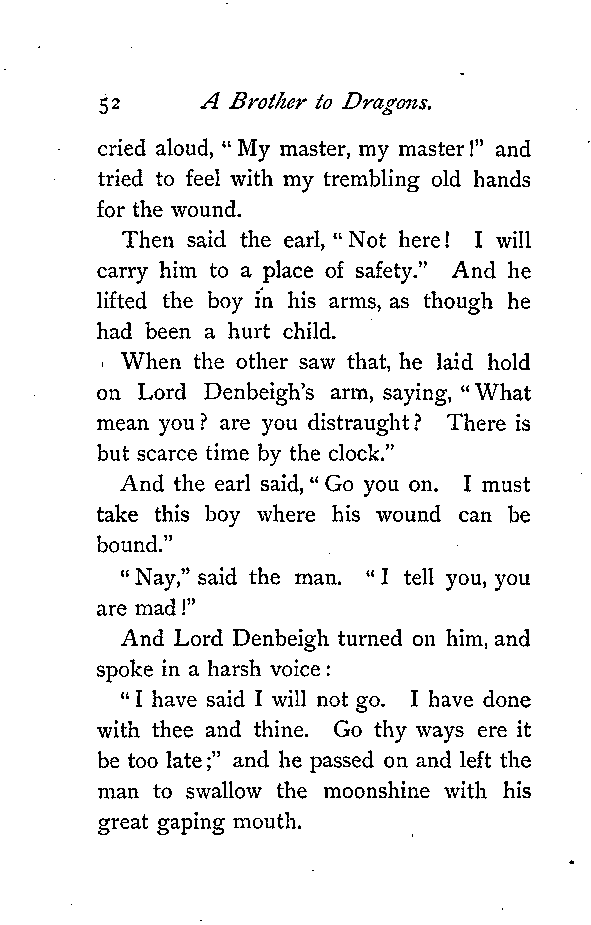 52 A Brother to Dragons.
cried aloud, “My master, my master!” and
tried to feel with my trembling old hands
for the wound.
Then said the earl, “Not here! I will
carry him to a place of safety.” And he
lifted the boy in his arms, as though he
had been a hurt child.
When the other saw that, he laid hold
on Lord Denbeigh’s arm, saying, “What
mean you? are you distraught? There is
but scarce time by the clock.”
And the earl said, “Go you on. I must
take this boy where his wound can be
bound.”
“Nay,” said the man. “I tell you, you
are mad!”
And Lord Denbeigh turned on him, and
spoke in a harsh voice:
“I have said I will not go. I have done
with thee and thine. Go thy ways ere it
be too late;” and he passed on and left the
man to swallow the moonshine with his
great gaping mouth.